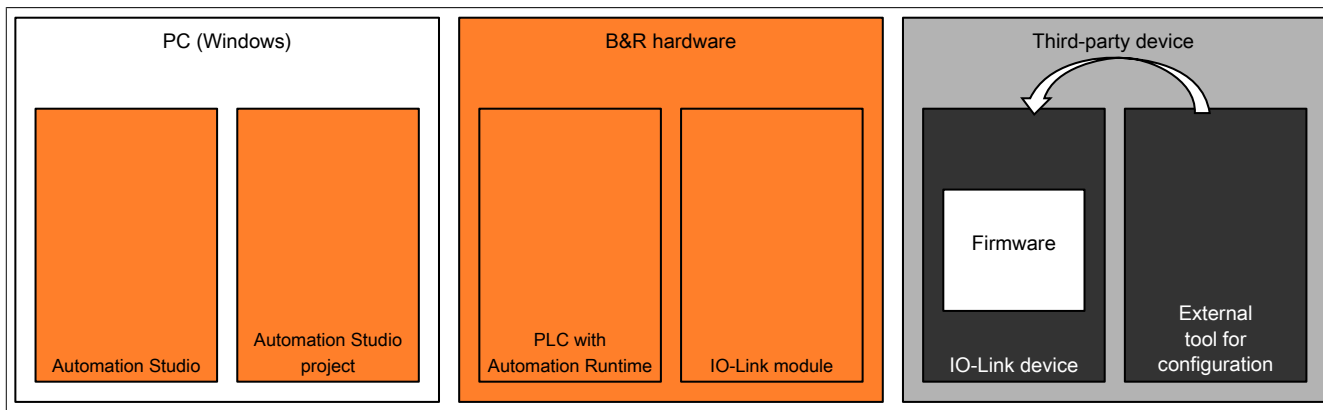 PC (Windows)
Automation Studio
Automation Studio
project
B&R hardware
PLC with
Automation Runtime
IO-Link module
Third-party device
Firmware
IO-Link device
External
tool for
configuration